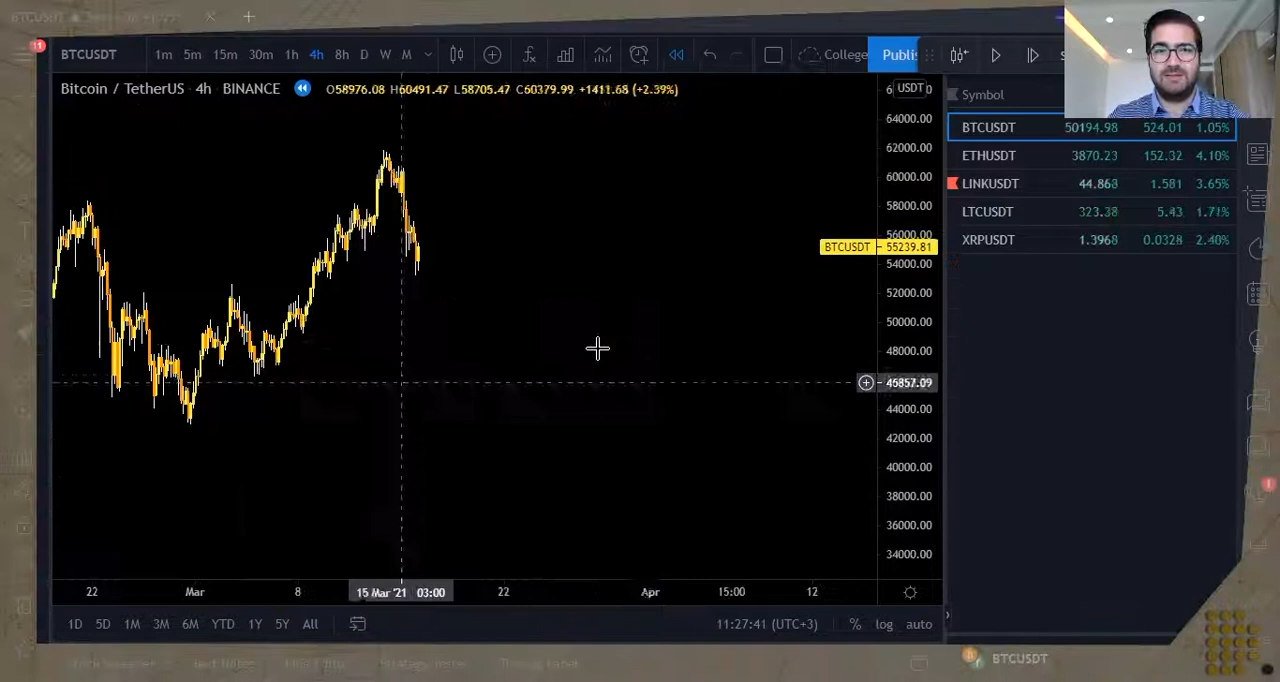 BTCUSDT
11
BTCUSDT 1m 5m 15m 30m 1h 4h 8h D W M College Publi
Bitcoin / TetherUS · 4h · BINANCE O58976.08 H60491.47 L58705.47 C60379.99 +1411.68 (+2.39%)
USDT
64000.00
62000.00
60000.00
58000.00
56000.00
BTCUSDT 55239.81
54000.00
52000.00
50000.00
48000.00
45857.09
44000.00
42000.00
40000.00
38000.00
36000.00
34000.00
22 Mar 8 15 Mar '21 03:00 22 Apr 15:00 12
1D 5D 1M 3M 6M YTD 1Y 5Y All 11:27:41 (UTC+3) % log auto
Symbol
BTCUSDT 50194.98 524.01 1.05%
ETHUSDT 3870.23 152.32 4.10%
LINKUSDT 44.868 1.581 3.65%
LTCUSDT 323.38 5.43 1.71%
XRPUSDT 1.3968 0.0328 2.40%
1
BTCUSDT